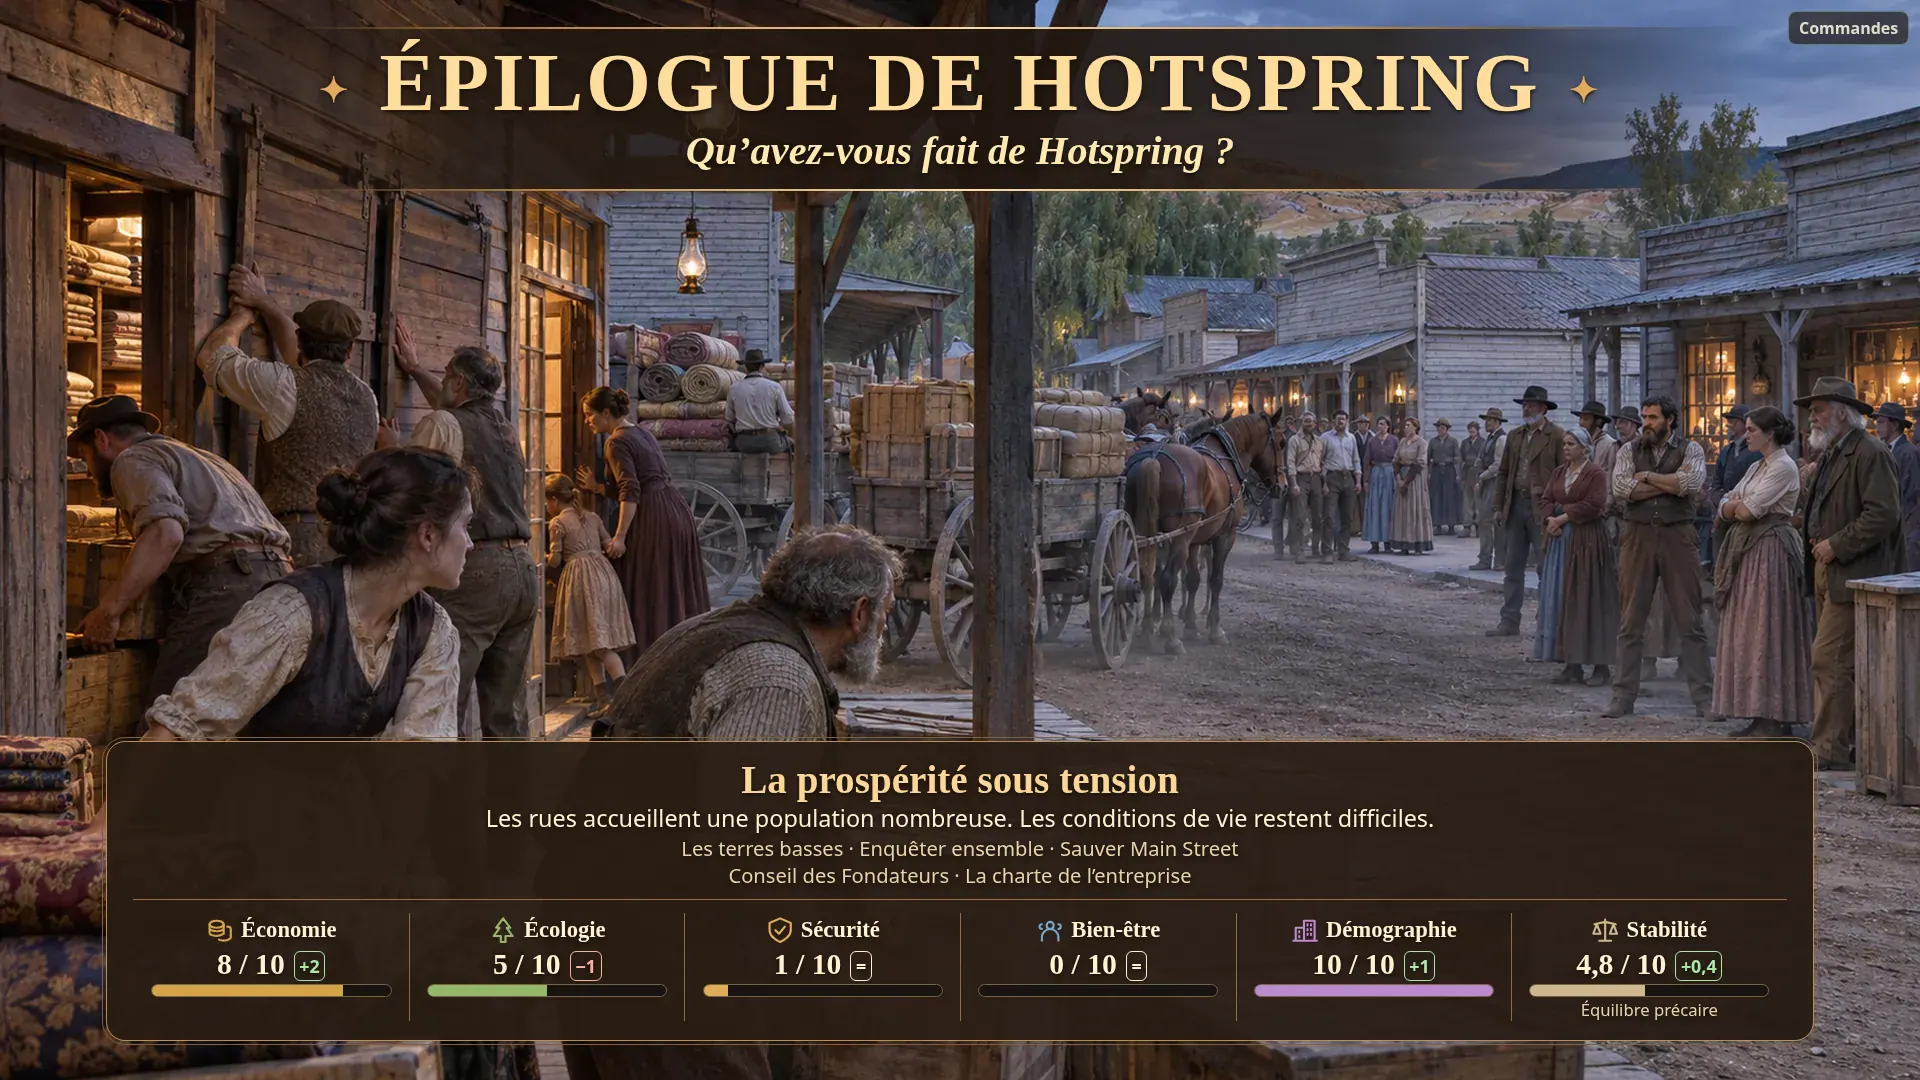 Commandes
ÉPILOGUE DE HOTSPRING
Qu’avez-vous fait de Hotspring ?
La prospérité sous tension
Les rues accueillent une population nombreuse. Les conditions de vie restent difficiles.
Les terres basses · Enquêter ensemble · Sauver Main Street
Conseil des Fondateurs · La charte de l’entreprise
Économie
8 / 10 +2
Écologie
5 / 10 −1
Sécurité
1 / 10 =
Bien-être
0 / 10 =
Démographie
10 / 10 +1
Stabilité
4,8 / 10 +0,4
Équilibre précaire